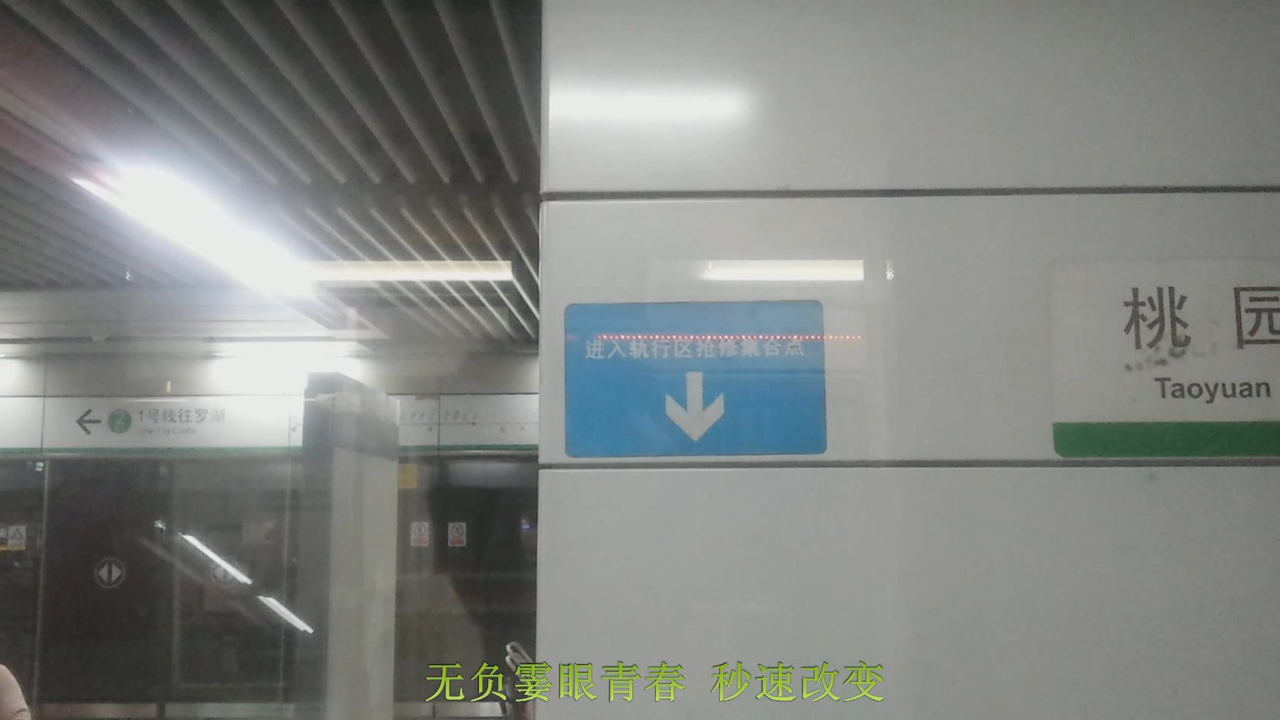 进入轨行区抢修集合点
桃园
Taoyuan
2 1号线往罗湖
无负霎眼青春 秒速改变